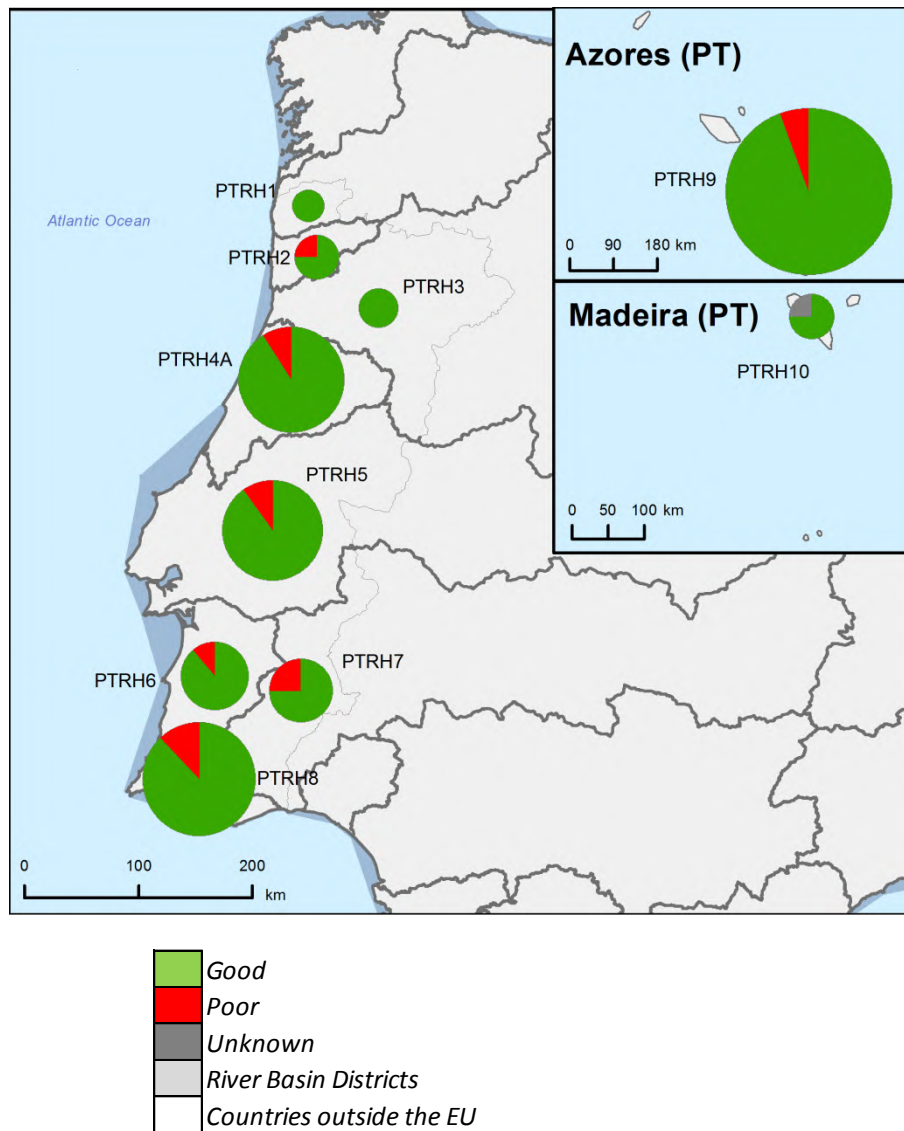 Azores (PT)
PTRH9
0 90 180 km
Madeira (PT)
PTRH10
0 50 100 km
Atlantic Ocean
PTRH1
PTRH2
PTRH3
PTRH4A
PTRH5
PTRH6
PTRH7
PTRH8
0 100 200
km
Good
Poor
Unknown
River Basin Districts
Countries outside the EU